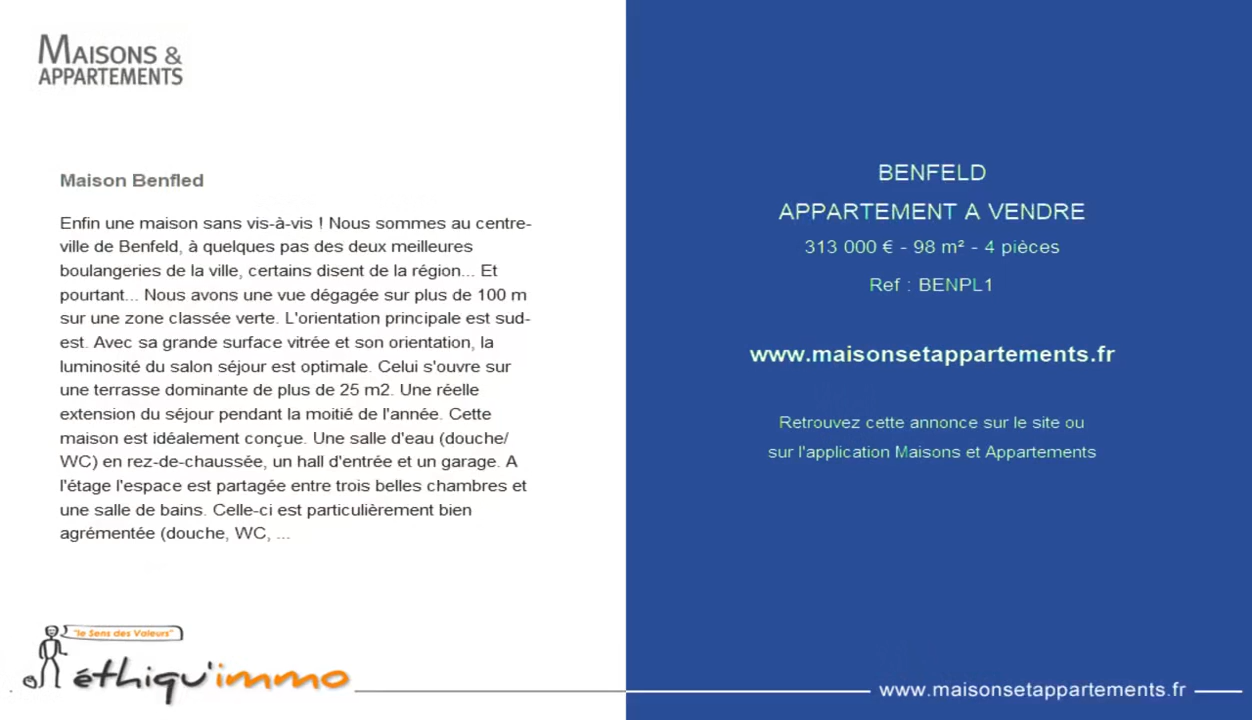 MAISONS &
APPARTEMENTS
Maison Benfled
Enfin une maison sans vis-à-vis ! Nous sommes au centre-
ville de Benfeld, à quelques pas des deux meilleures
boulangeries de la ville, certains disent de la région... Et
pourtant... Nous avons une vue dégagée sur plus de 100 m
sur une zone classée verte. L'orientation principale est sud-
est. Avec sa grande surface vitrée et son orientation, la
luminosité du salon séjour est optimale. Celui s'ouvre sur
une terrasse dominante de plus de 25 m2. Une réelle
extension du séjour pendant la moitié de l'année. Cette
maison est idéalement conçue. Une salle d'eau (douche/
WC) en rez-de-chaussée, un hall d'entrée et un garage. A
l'étage l'espace est partagée entre trois belles chambres et
une salle de bains. Celle-ci est particulièrement bien
agrémentée (douche, WC, ...
"le Sens des Valeurs"
éthiqu'immo
BENFELD
APPARTEMENT A VENDRE
313 000 € - 98 m² - 4 pièces
Ref : BENPL1
www.maisonsetappartements.fr
Retrouvez cette annonce sur le site ou
sur l'application Maisons et Appartements
www.maisonsetappartements.fr